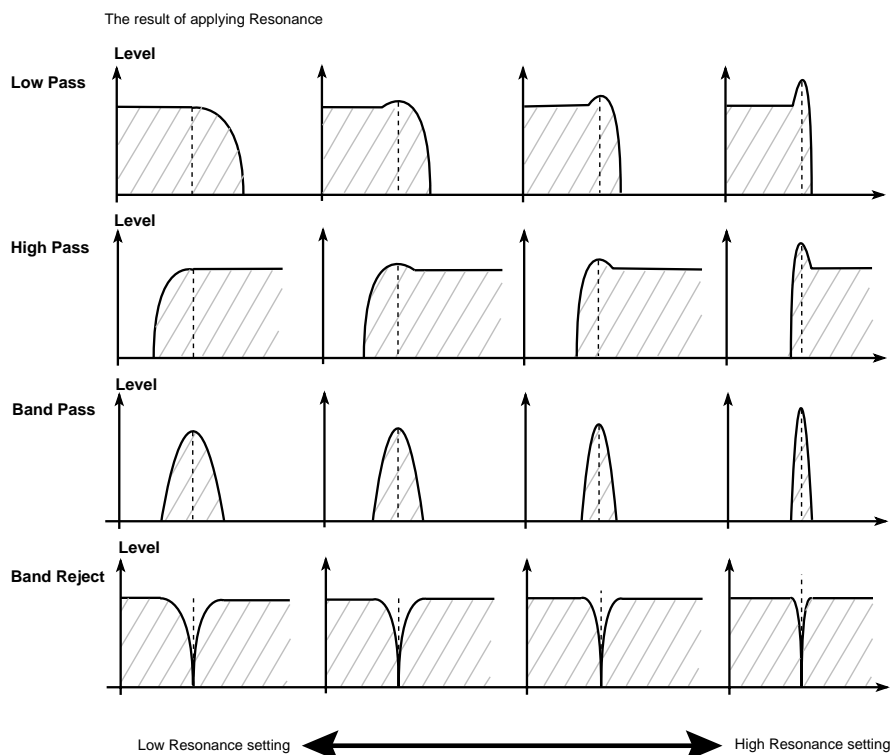 The result of applying Resonance
Level
Low Pass
Level
High Pass
Level
Band Pass
Level
Band Reject
Low Resonance setting
High Resonance setting